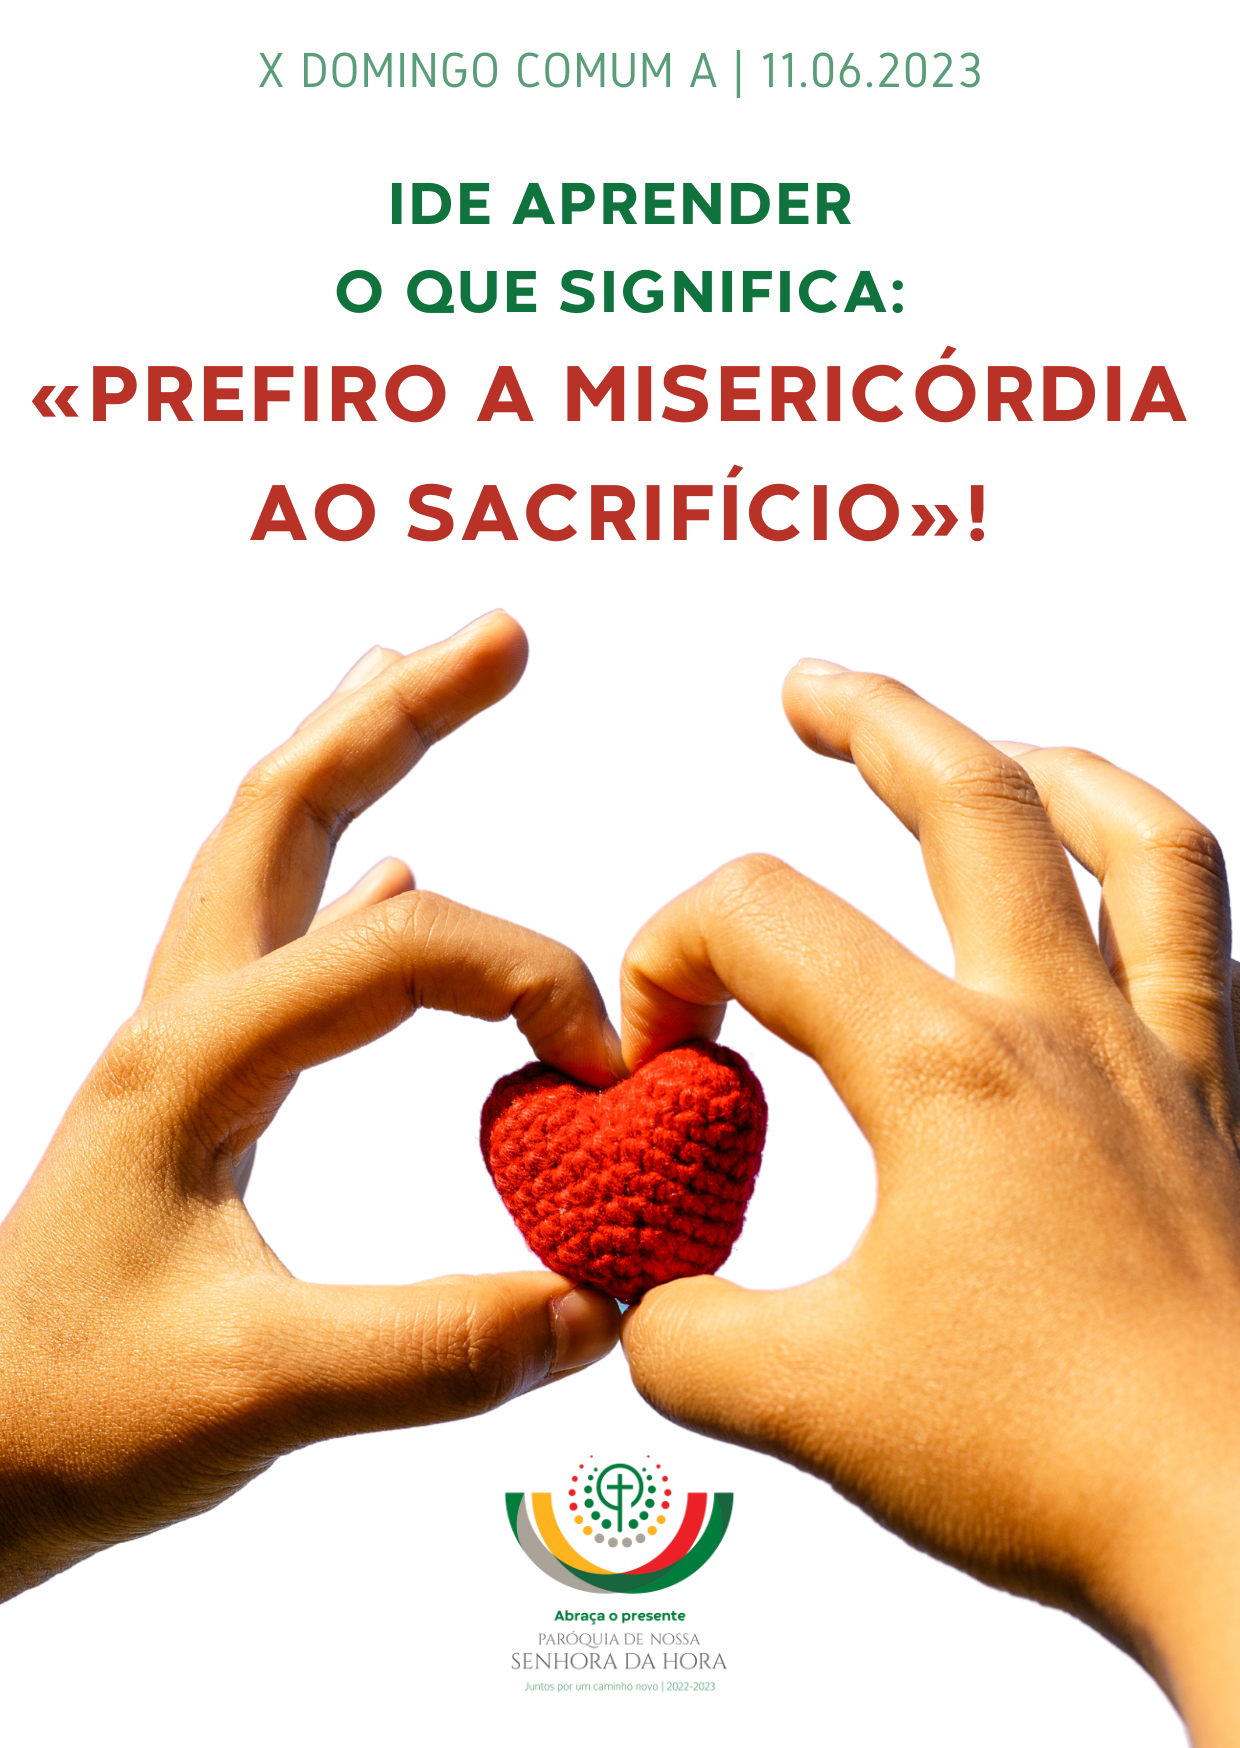 X DOMINGO COMUM A | 11.06.2023
IDE APRENDER
O QUE SIGNIFICA:
«PREFIRO A MISERICÓRDIA
AO SACRIFÍCIO»!
Abraça o presente
PARÓQUIA DE NOSSA
SENHORA DA HORA
Juntos por um caminho novo | 2022-2023